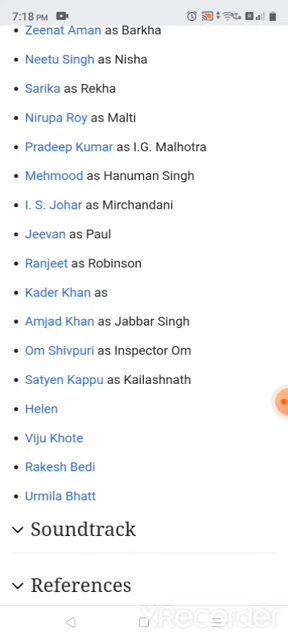 7:18 PM
Zeenat Aman as Barkha
Neetu Singh as Nisha
Sarika as Rekha
Nirupa Roy as Malti
Pradeep Kumar as I.G. Malhotra
Mehmood as Hanuman Singh
I. S. Johar as Mirchandani
Jeevan as Paul
Ranjeet as Robinson
Kader Khan as
Amjad Khan as Jabbar Singh
Om Shivpuri as Inspector Om
Satyen Kappu as Kailashnath
Helen
Viju Khote
Rakesh Bedi
Urmila Bhatt
Soundtrack
References
XRecorder